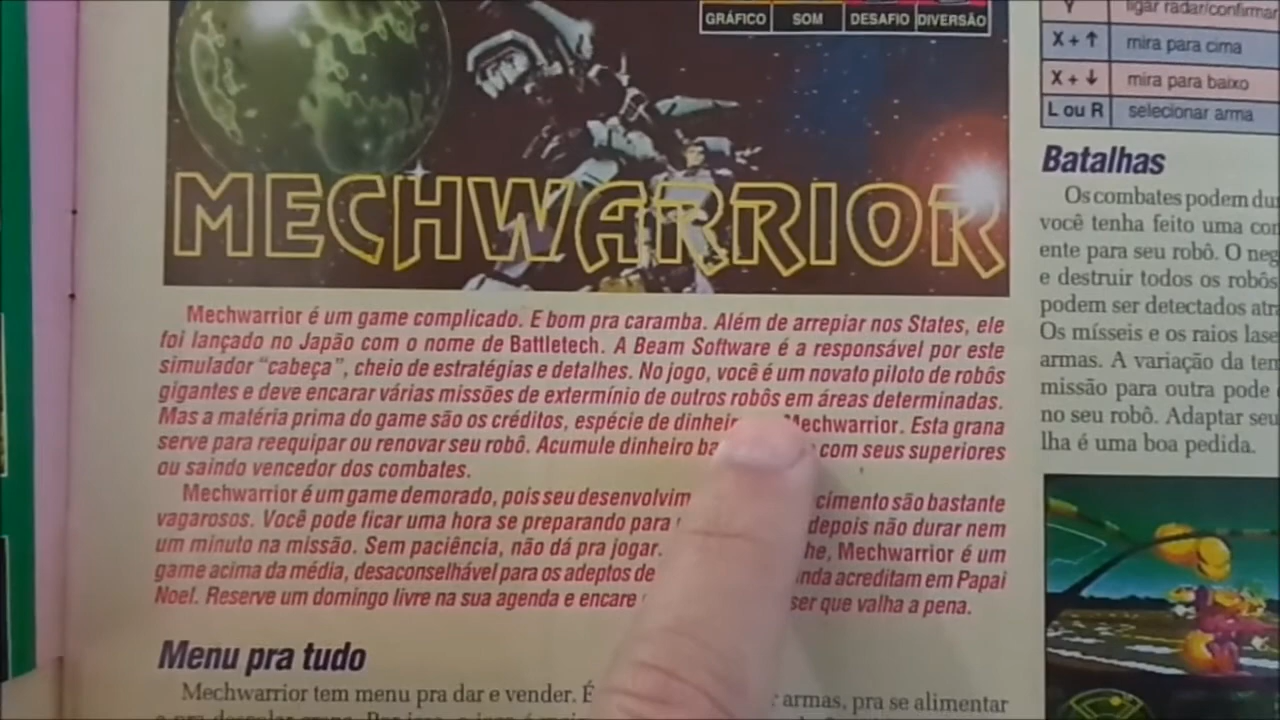 GRÁFICO SOM DESAFIO DIVERSÃO
MECHWARRIOR
Mechwarrior é um game complicado. E bom pra caramba. Além de arrepiar nos States, ele
foi lançado no Japão com o nome de Battletech. A Beam Software é a responsável por este
simulador “cabeça”, cheio de estratégias e detalhes. No jogo, você é um novato piloto de robôs
gigantes e deve encarar várias missões de extermínio de outros robôs em áreas determinadas.
Mas a matéria prima do game são os créditos, espécie de Mechwarrior. Esta grana
serve para reequipar ou renovar seu robô. Acumule dinheiro com seus superiores
ou saindo vencedor dos combates.
Mechwarrior é um game demorado, pois seu são bastante
vagarosos. Você pode ficar uma hora se preparando para depois não durar nem
um minuto na missão. Sem paciência, não dá pra jogar. Mechwarrior é um
game acima da média, desaconselhável para os adeptos de acreditam em Papai
Noel. Reserve um domingo livre na sua agenda e encare ser que valha a pena.
Menu pra tudo
Mechwarrior tem menu pra dar e vender. É armas, pra se alimentar
Y ligar radar/confirmar
X + ↑ mira para cima
X + ↓ mira para baixo
L ou R selecionar arma
Batalhas
Os combates podem
você tenha feito uma
ente para seu robô. O
e destruir todos os robôs
podem ser detectados
Os mísseis e os raios
armas. A variação da
missão para outra pode
no seu robô. Adaptar seu
lha é uma boa pedida.